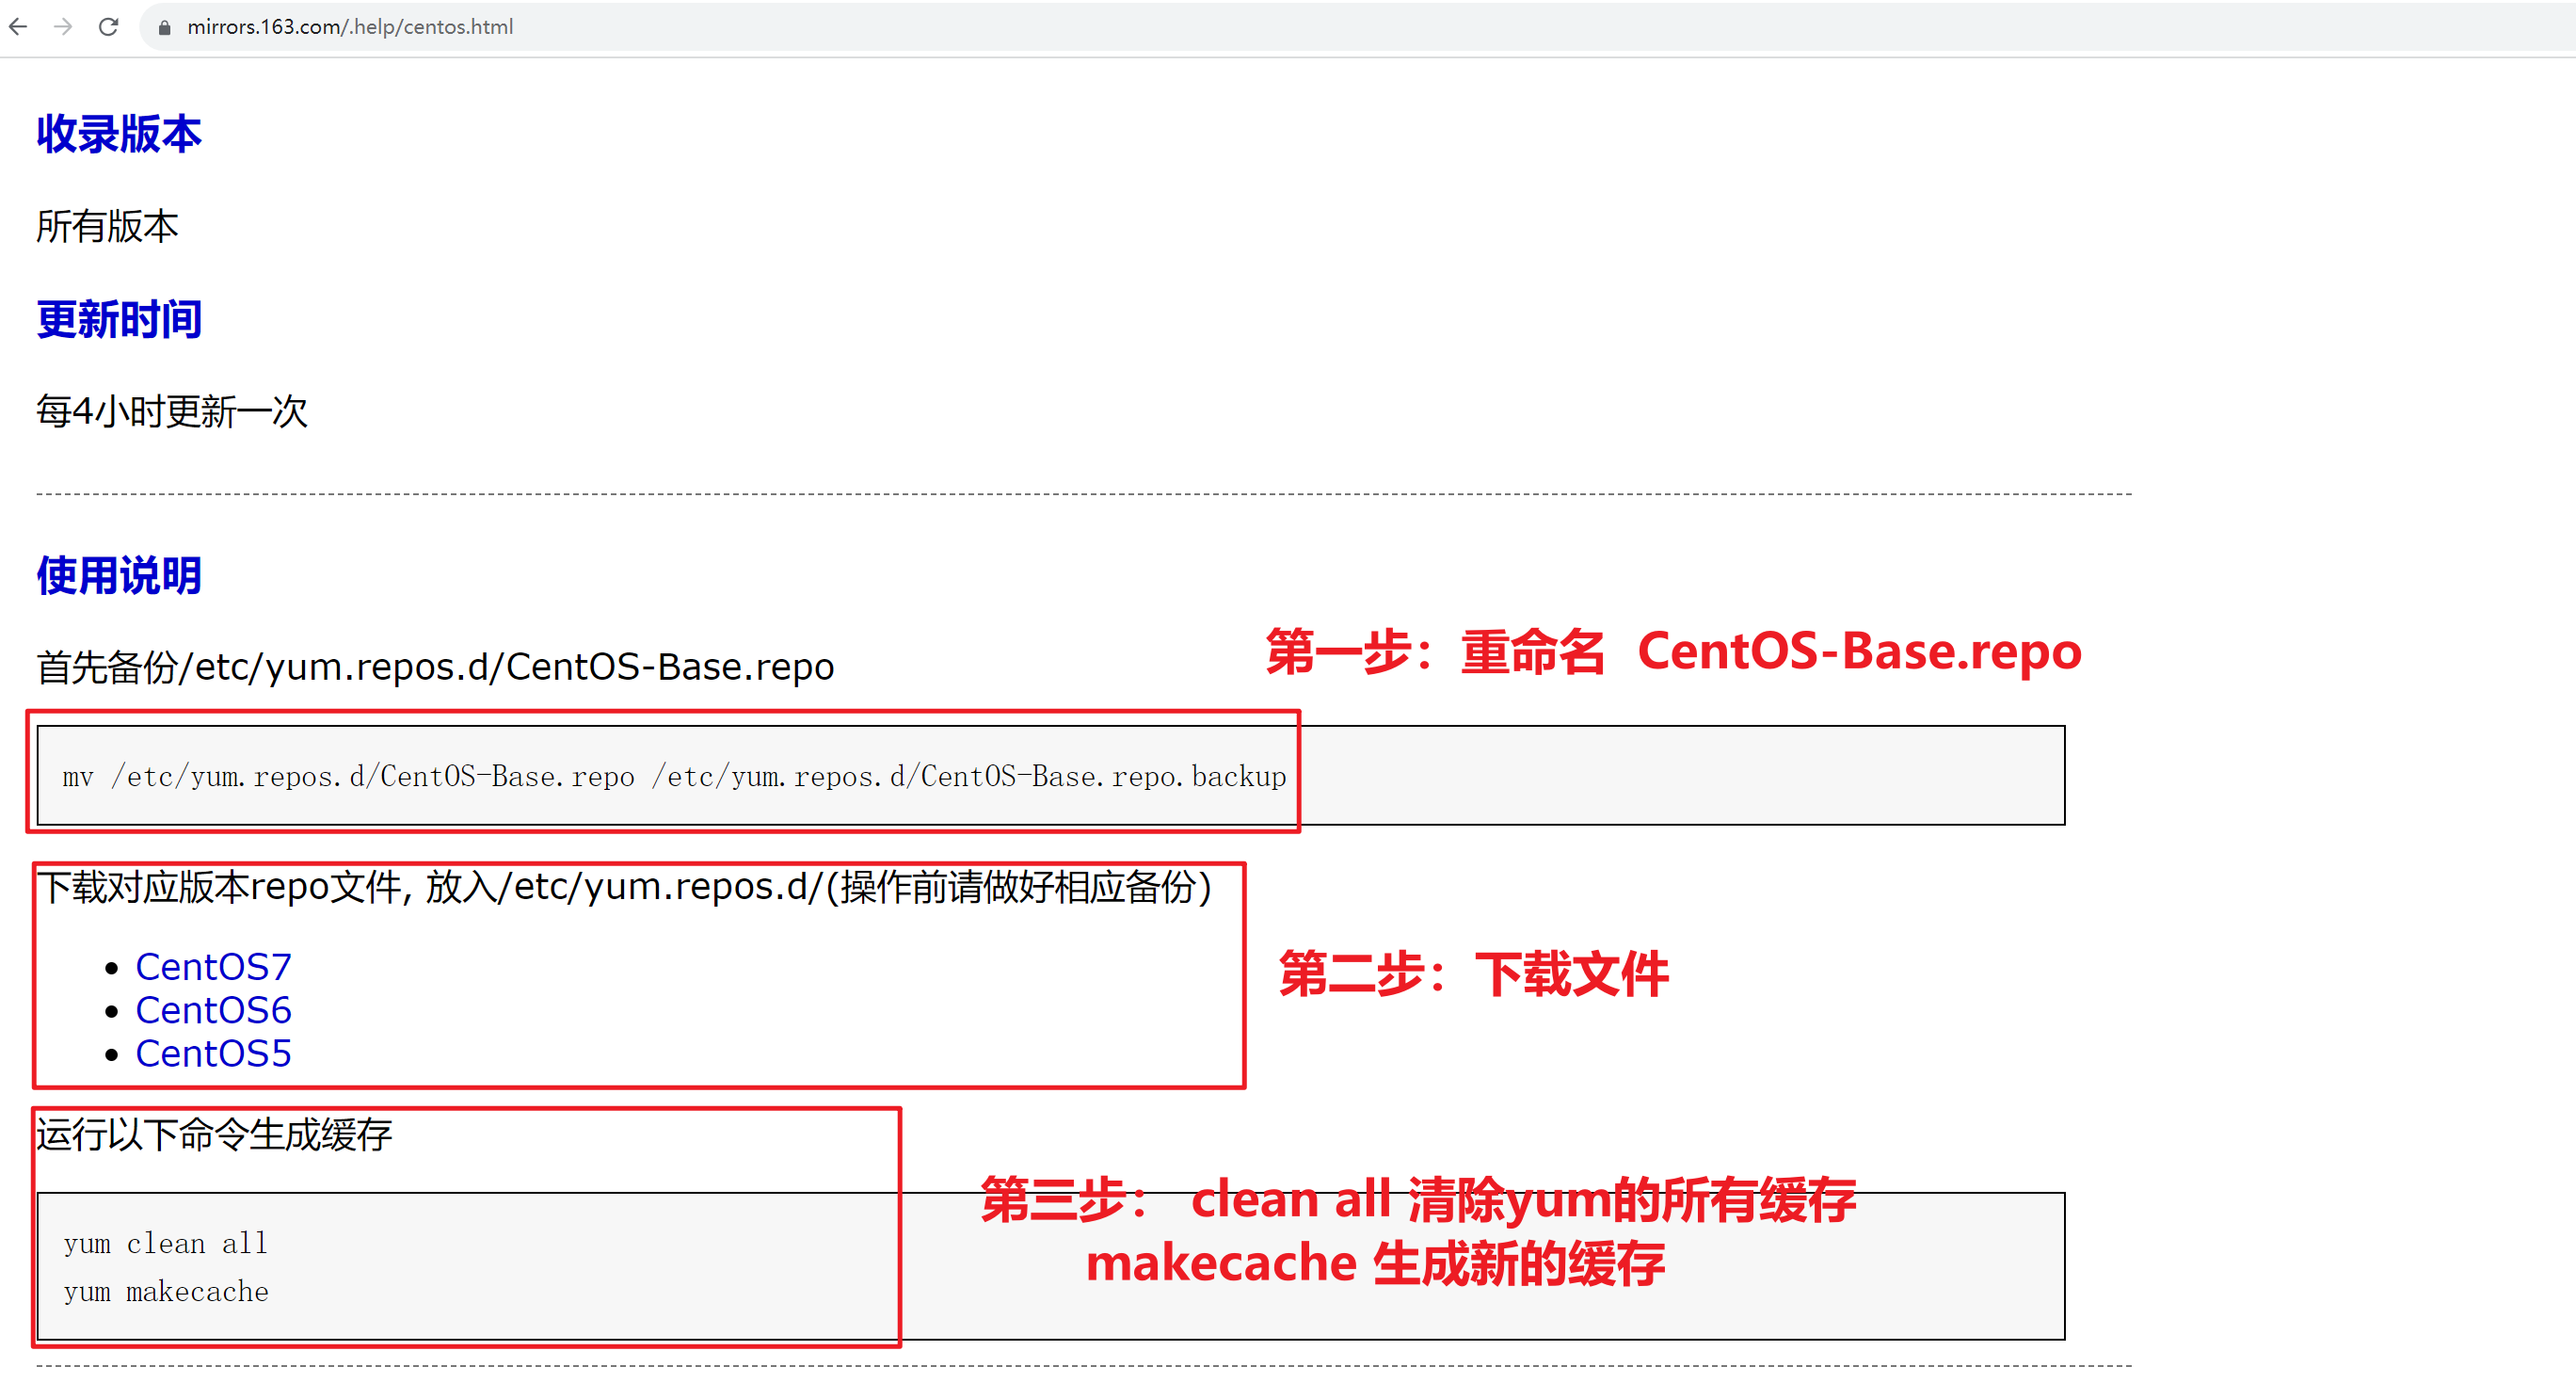 mirrors.163.com/.help/centos.html
收录版本
所有版本
更新时间
每4小时更新一次
使用说明
首先备份/etc/yum.repos.d/CentOS-Base.repo
第一步：重命名 CentOS-Base.repo
mv /etc/yum.repos.d/CentOS-Base.repo /etc/yum.repos.d/CentOS-Base.repo.backup
下载对应版本repo文件, 放入/etc/yum.repos.d/(操作前请做好相应备份)
CentOS7
第二步：下载文件
CentOS6
CentOS5
运行以下命令生成缓存
第三步： clean all 清除yum的所有缓存
makecache 生成新的缓存
yum clean all
yum makecache